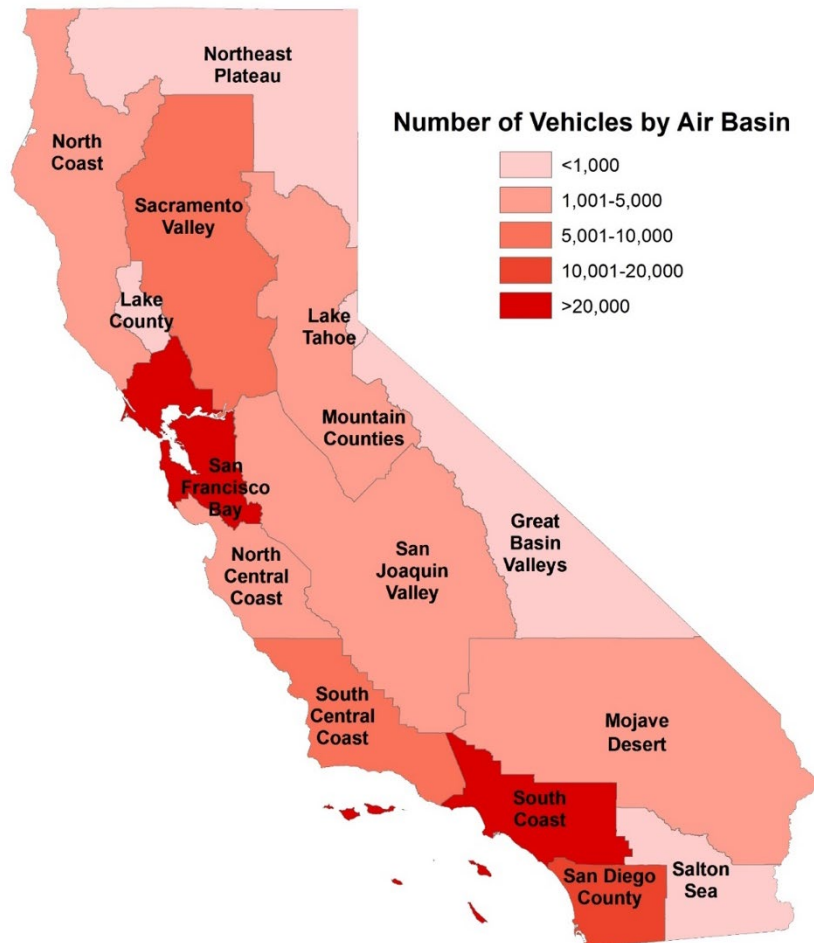 Northeast
Plateau
Number of Vehicles by Air Basin
<1,000
1,001-5,000
5,001-10,000
10,001-20,000
>20,000
North
Coast
Sacramento
Valley
Lake
County
Lake
Tahoe
Mountain
Counties
San
Francisco
Bay
North
Central
Coast
San
Joaquin
Valley
Great
Basin
Valleys
South
Central
Coast
Mojave
Desert
South
Coast
San Diego
County
Salton
Sea